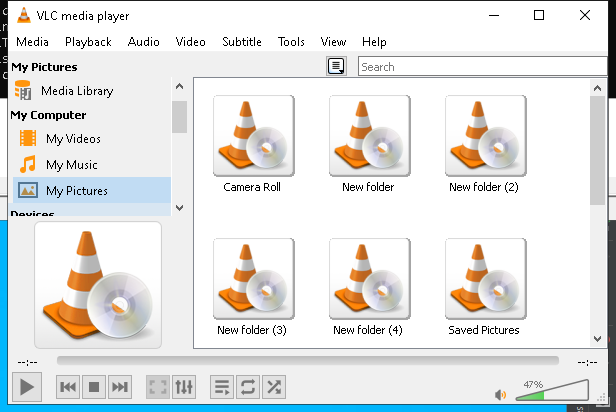 VLC media player
Media Playback Audio Video Subtitle Tools View Help
My Pictures
Search
Media Library
My Computer
My Videos
My Music
My Pictures
Devices
Camera Roll
New folder
New folder (2)
New folder (3)
New folder (4)
Saved Pictures
--:--
--:--
47%